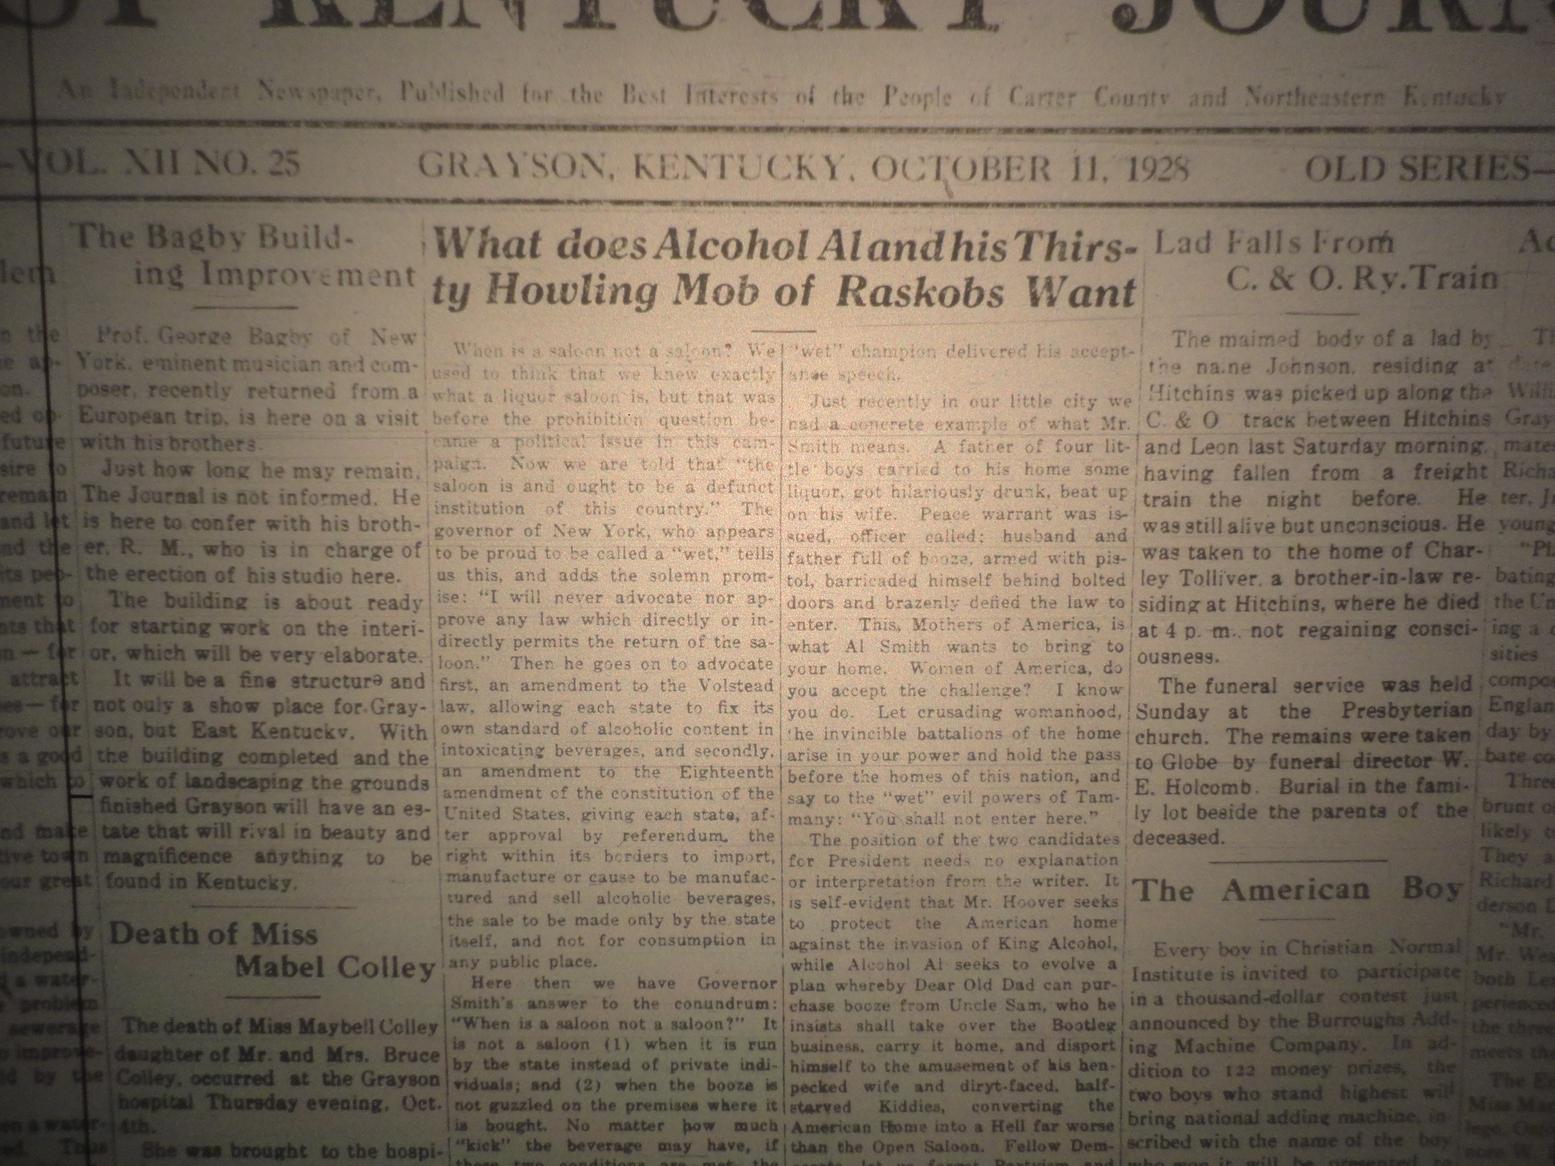 KENTUCKY
An Independent Newspaper, Published for the Best Interests of the People of Carter County and Northeastern Kentucky
VOL. XII NO. 25 GRAYSON, KENTUCKY, OCTOBER 11, 1928 OLD SERIES—
The Bagby Build-
ing Improvement
Prof. George Bagby of New
York, eminent musician and com-
poser, recently returned from a
European trip, is here on a visit
with his brothers.
Just how long he may remain,
The Journal is not informed. He
is here to confer with his broth-
er, R. M., who is in charge of
the erection of his studio here.
The building is about ready
for starting work on the interi-
or, which will be very elaborate.
It will be a fine structure and
not ouly a show place for Gray-
son, but East Kentucky. With
the building completed and the
work of landscaping the grounds
finished Grayson will have an es-
tate that will rival in beauty and
magnificence anything to be
found in Kentucky.
Death of Miss
Mabel Colley
The death of Miss Maybell Colley
daughter of Mr. and Mrs. Bruce
Colley, occurred at the Grayson
hospital Thursday evening, Oct.
4th.
She was brought to the hospi-
What does Alcohol Al and his Thirs-
ty Howling Mob of Raskobs Want
When is a saloon not a saloon? We
used to think that we knew exactly
what a liquor saloon is, but that was
before the prohibition question be-
came a political issue in this cam-
paign. Now we are told that "the
saloon is and ought to be a defunct
institution of this country." The
governor of New York, who appears
to be proud to be called a "wet," tells
us this, and adds the solemn prom-
ise: "I will never advocate nor ap-
prove any law which directly or in-
directly permits the return of the sa-
loon." Then he goes on to advocate
first, an amendment to the Volstead
law, allowing each state to fix its
own standard of alcoholic content in
intoxicating beverages, and secondly,
an amendment to the Eighteenth
amendment of the constitution of the
United States, giving each state, af-
ter approval by referendum, the
right within its borders to import,
manufacture or cause to be manufac-
tured and sell alcoholic beverages,
the sale to be made only by the state
itself, and not for consumption in
any public place.
Here then we have Governor
Smith's answer to the conundrum:
"When is a saloon not a saloon?" It
is not a saloon (1) when it is run
by the state instead of private indi-
viduals; and (2) when the booze is
not guzzled on the premises where it
is bought. No matter how much
"kick" the beverage may have, if
these two conditions are met, the
"wet" champion delivered his accept-
ance speech.
Just recently in our little city we
had a concrete example of what Mr.
Smith means. A father of four lit-
tle boys carried to his home some
liquor, got hilariously drunk, beat up
on his wife. Peace warrant was is-
sued, officer called; husband and
father full of booze, armed with pis-
tol, barricaded himself behind bolted
doors and brazenly defied the law to
enter. This, Mothers of America, is
what Al Smith wants to bring to
your home. Women of America, do
you accept the challenge? I know
you do. Let crusading womanhood,
the invincible battalions of the home
arise in your power and hold the pass
before the homes of this nation, and
say to the "wet" evil powers of Tam-
many: "You shall not enter here."
The position of the two candidates
for President needs no explanation
or interpretation from the writer. It
is self-evident that Mr. Hoover seeks
to protect the American home
against the invasion of King Alcohol,
while Alcohol Al seeks to evolve a
plan whereby Dear Old Dad can pur-
chase booze from Uncle Sam, who he
insists shall take over the Bootleg
business, carry it home, and disport
himself to the amusement of his hen-
pecked wife and diryt-faced, half-
starved Kiddies, converting the
American Home into a Hell far worse
than the Open Saloon. Fellow Dem-
Lad Falls From
C. & O. Ry. Train
The maimed body of a lad by
the name Johnson, residing at
Hitchins was picked up along the
C. & O track between Hitchins
and Leon last Saturday morning,
having fallen from a freight
train the night before. He
was still alive but unconscious. He
was taken to the home of Char-
ley Tolliver, a brother-in-law re-
siding at Hitchins, where he died
at 4 p. m., not regaining consci-
ousness.
The funeral service was held
Sunday at the Presbyterian
church. The remains were taken
to Globe by funeral director W.
E. Holcomb. Burial in the fami-
ly lot beside the parents of the
deceased.
The American Boy
Every boy in Christian Normal
Institute is invited to participate
in a thousand-dollar contest just
announced by the Burroughs Add-
ing Machine Company. In ad-
dition to 122 money prizes, the
two boys who stand highest will
bring national adding machine, in-
scribed with the name of the boy